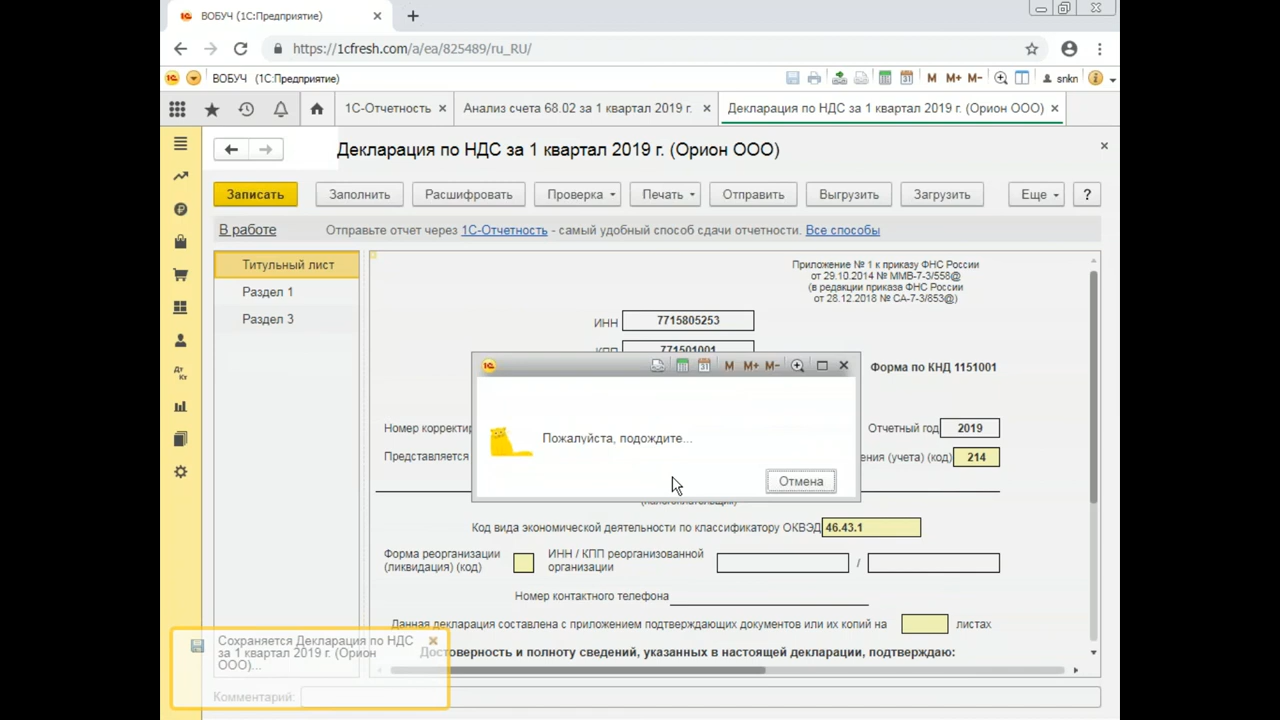 ВОБУЧ (1С:Предприятие)
https://1cfresh.com/a/ea/825489/ru_RU/
ВОБУЧ (1С:Предприятие)
M M+ M- snkn
1С-Отчетность Анализ счета 68.02 за 1 квартал 2019 г. Декларация по НДС за 1 квартал 2019 г. (Орион ООО)
Декларация по НДС за 1 квартал 2019 г. (Орион ООО)
Записать Заполнить Расшифровать Проверка Печать Отправить Выгрузить Загрузить Еще ?
В работе Отправьте отчет через 1С-Отчетность - самый удобный способ сдачи отчетности. Все способы
Титульный лист
Раздел 1
Раздел 3
Приложение № 1 к приказу ФНС России
от 29.10.2014 № ММВ-7-3/558@
(в редакции приказа ФНС России
от 28.12.2018 № СА-7-3/853@)
ИНН 7715805253
КПП 771501001
Форма по КНД 1151001
Номер корректир
Отчетный год 2019
Представляется
ения (учета) (код) 214
M M+ M-
Пожалуйста, подождите...
Отмена
Код вида экономической деятельности по классификатору ОКВЭД 46.43.1
Форма реорганизации
(ликвидация) (код)
ИНН / КПП реорганизованной
организации
/
Номер контактного телефона
Данная декларация составлена с приложением подтверждающих документов или их копий на листах
Достоверность и полноту сведений, указанных в настоящей декларации, подтверждаю:
Сохраняется Декларация по НДС
за 1 квартал 2019 г. (Орион
ООО)...
Комментарий: